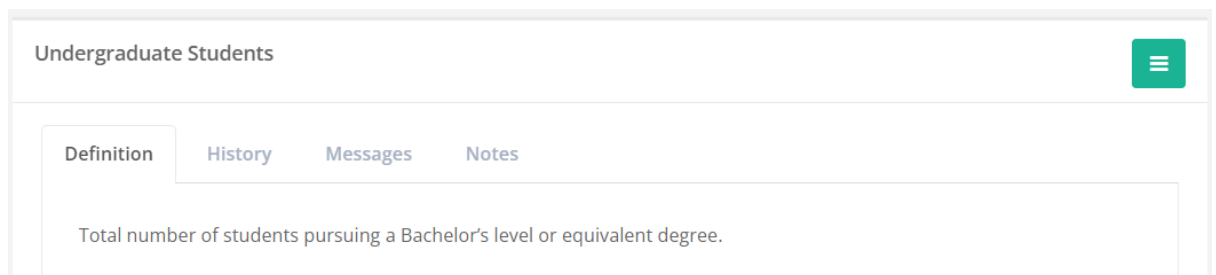 Undergraduate Students
Definition History Messages Notes
Total number of students pursuing a Bachelor’s level or equivalent degree.